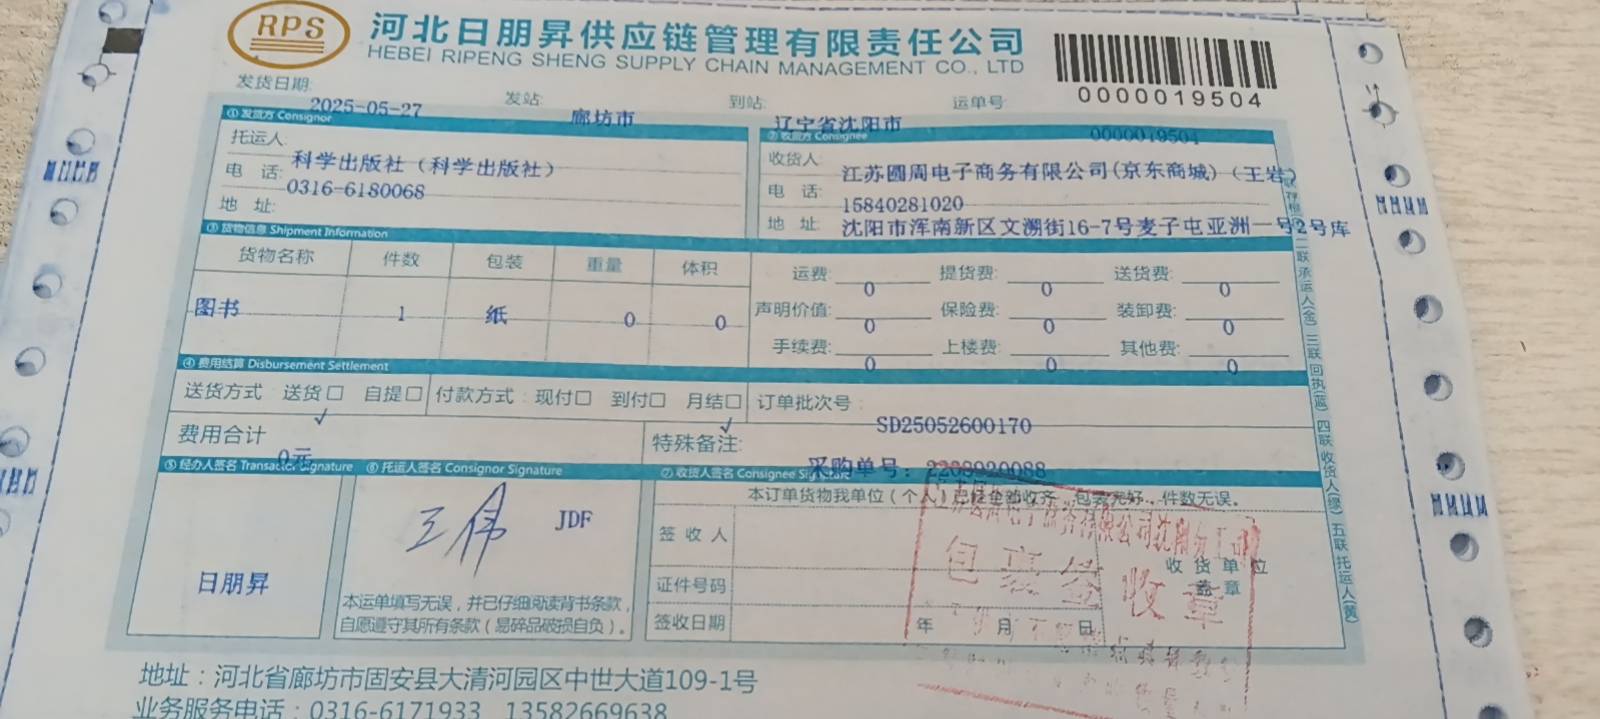 RPS
河北日朋昇供应链管理有限责任公司
HEBEI RIPENG SHENG SUPPLY CHAIN MANAGEMENT CO., LTD
0000019504
发货日期: 2025-05-27 发站: 廊坊市 到站: 辽宁省沈阳市 运单号: 0000019504
①发货方 Consignor
托运人: 科学出版社（科学出版社）
电 话: 0316-6180068
地 址:
②收货方 Consignee
收货人: 江苏圆周电子商务有限公司(京东商城)（王岩）
电 话: 15840281020
地 址: 沈阳市浑南新区文溯街16-7号麦子屯亚洲一号2号库
③货物信息 Shipment Information
货物名称 件数 包装 重量 体积
图书 1 纸 0 0
运费: 0 提货费: 0 送货费: 0
声明价值: 0 保险费: 0 装卸费: 0
手续费: 0 上楼费: 0 其他费: 0
④费用结算 Disbursement Settlement
送货方式 送货☐ 自提☐ 付款方式: 现付☐ 到付☐ 月结☐ 订单批次号: SD25052600170
✓ ✓
费用合计 0元
特殊备注: 采购单号:
⑤经办人签名 Transaction Signature
日朋昇
⑥托运人签名 Consignor Signature
王伟 JDF
本运单填写无误，并已仔细阅读背书条款，
自愿遵守其所有条款（易碎品破损自负）。
⑦收货人签名 Consignee Signature
本订单货物我单位（个人）已经全部收齐，包装完好，件数无误。
签收人
证件号码
签收日期 年 月 日
收货单位
盖章
包裹签收章
二联承运人(金) 三联回执(蓝) 四联收货人(绿) 五联托运人(黄)
地址：河北省廊坊市固安县大清河园区中世大道109-1号
业务服务电话：0316-6171933 13582669638